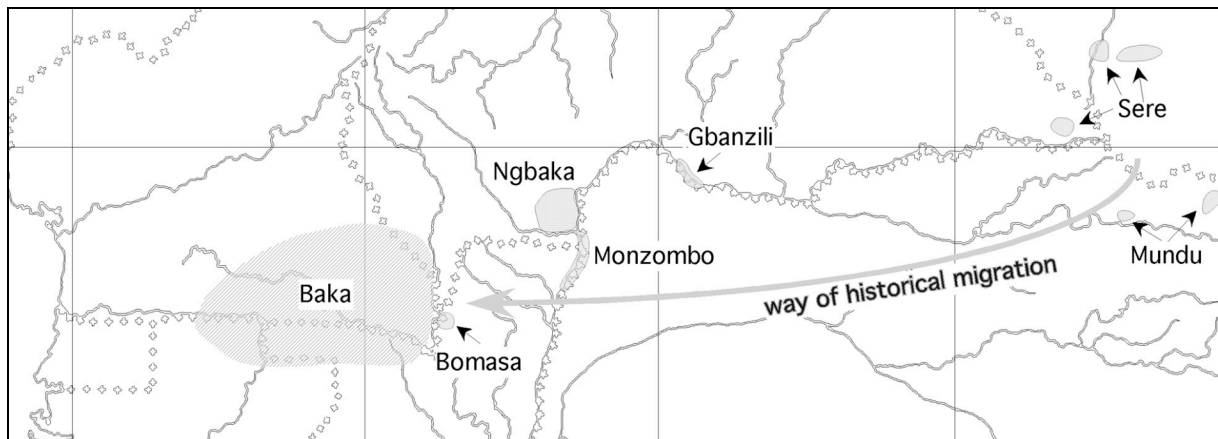 Sere
Gbanzili
Ngbaka
Monzombo
Mundu
way of historical migration
Baka
Bomasa